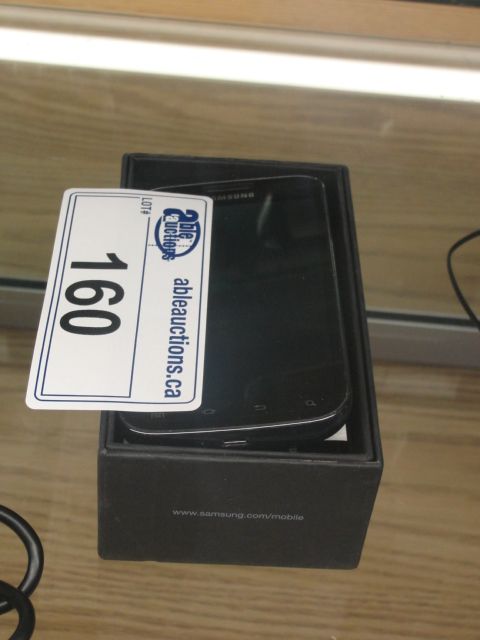 SAMSUNG
LOT#
able
auctions
ableauctions.ca
160
www.samsung.com/mobile